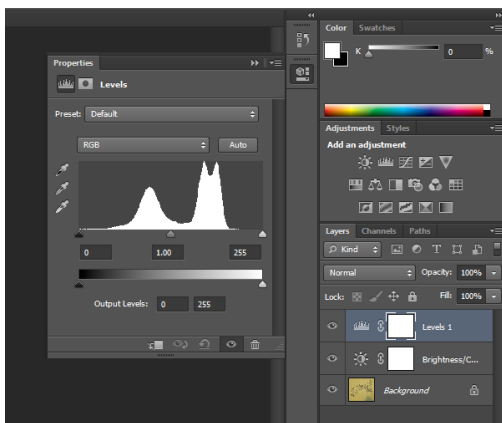 Properties
Levels
Preset: Default
RGB Auto
0 1.00 255
Output Levels: 0 255
Color Swatches
K 0 %
Adjustments Styles
Add an adjustment
Layers Channels Paths
Kind
Normal Opacity: 100%
Lock: Fill: 100%
Levels 1
Brightness/C...
Background